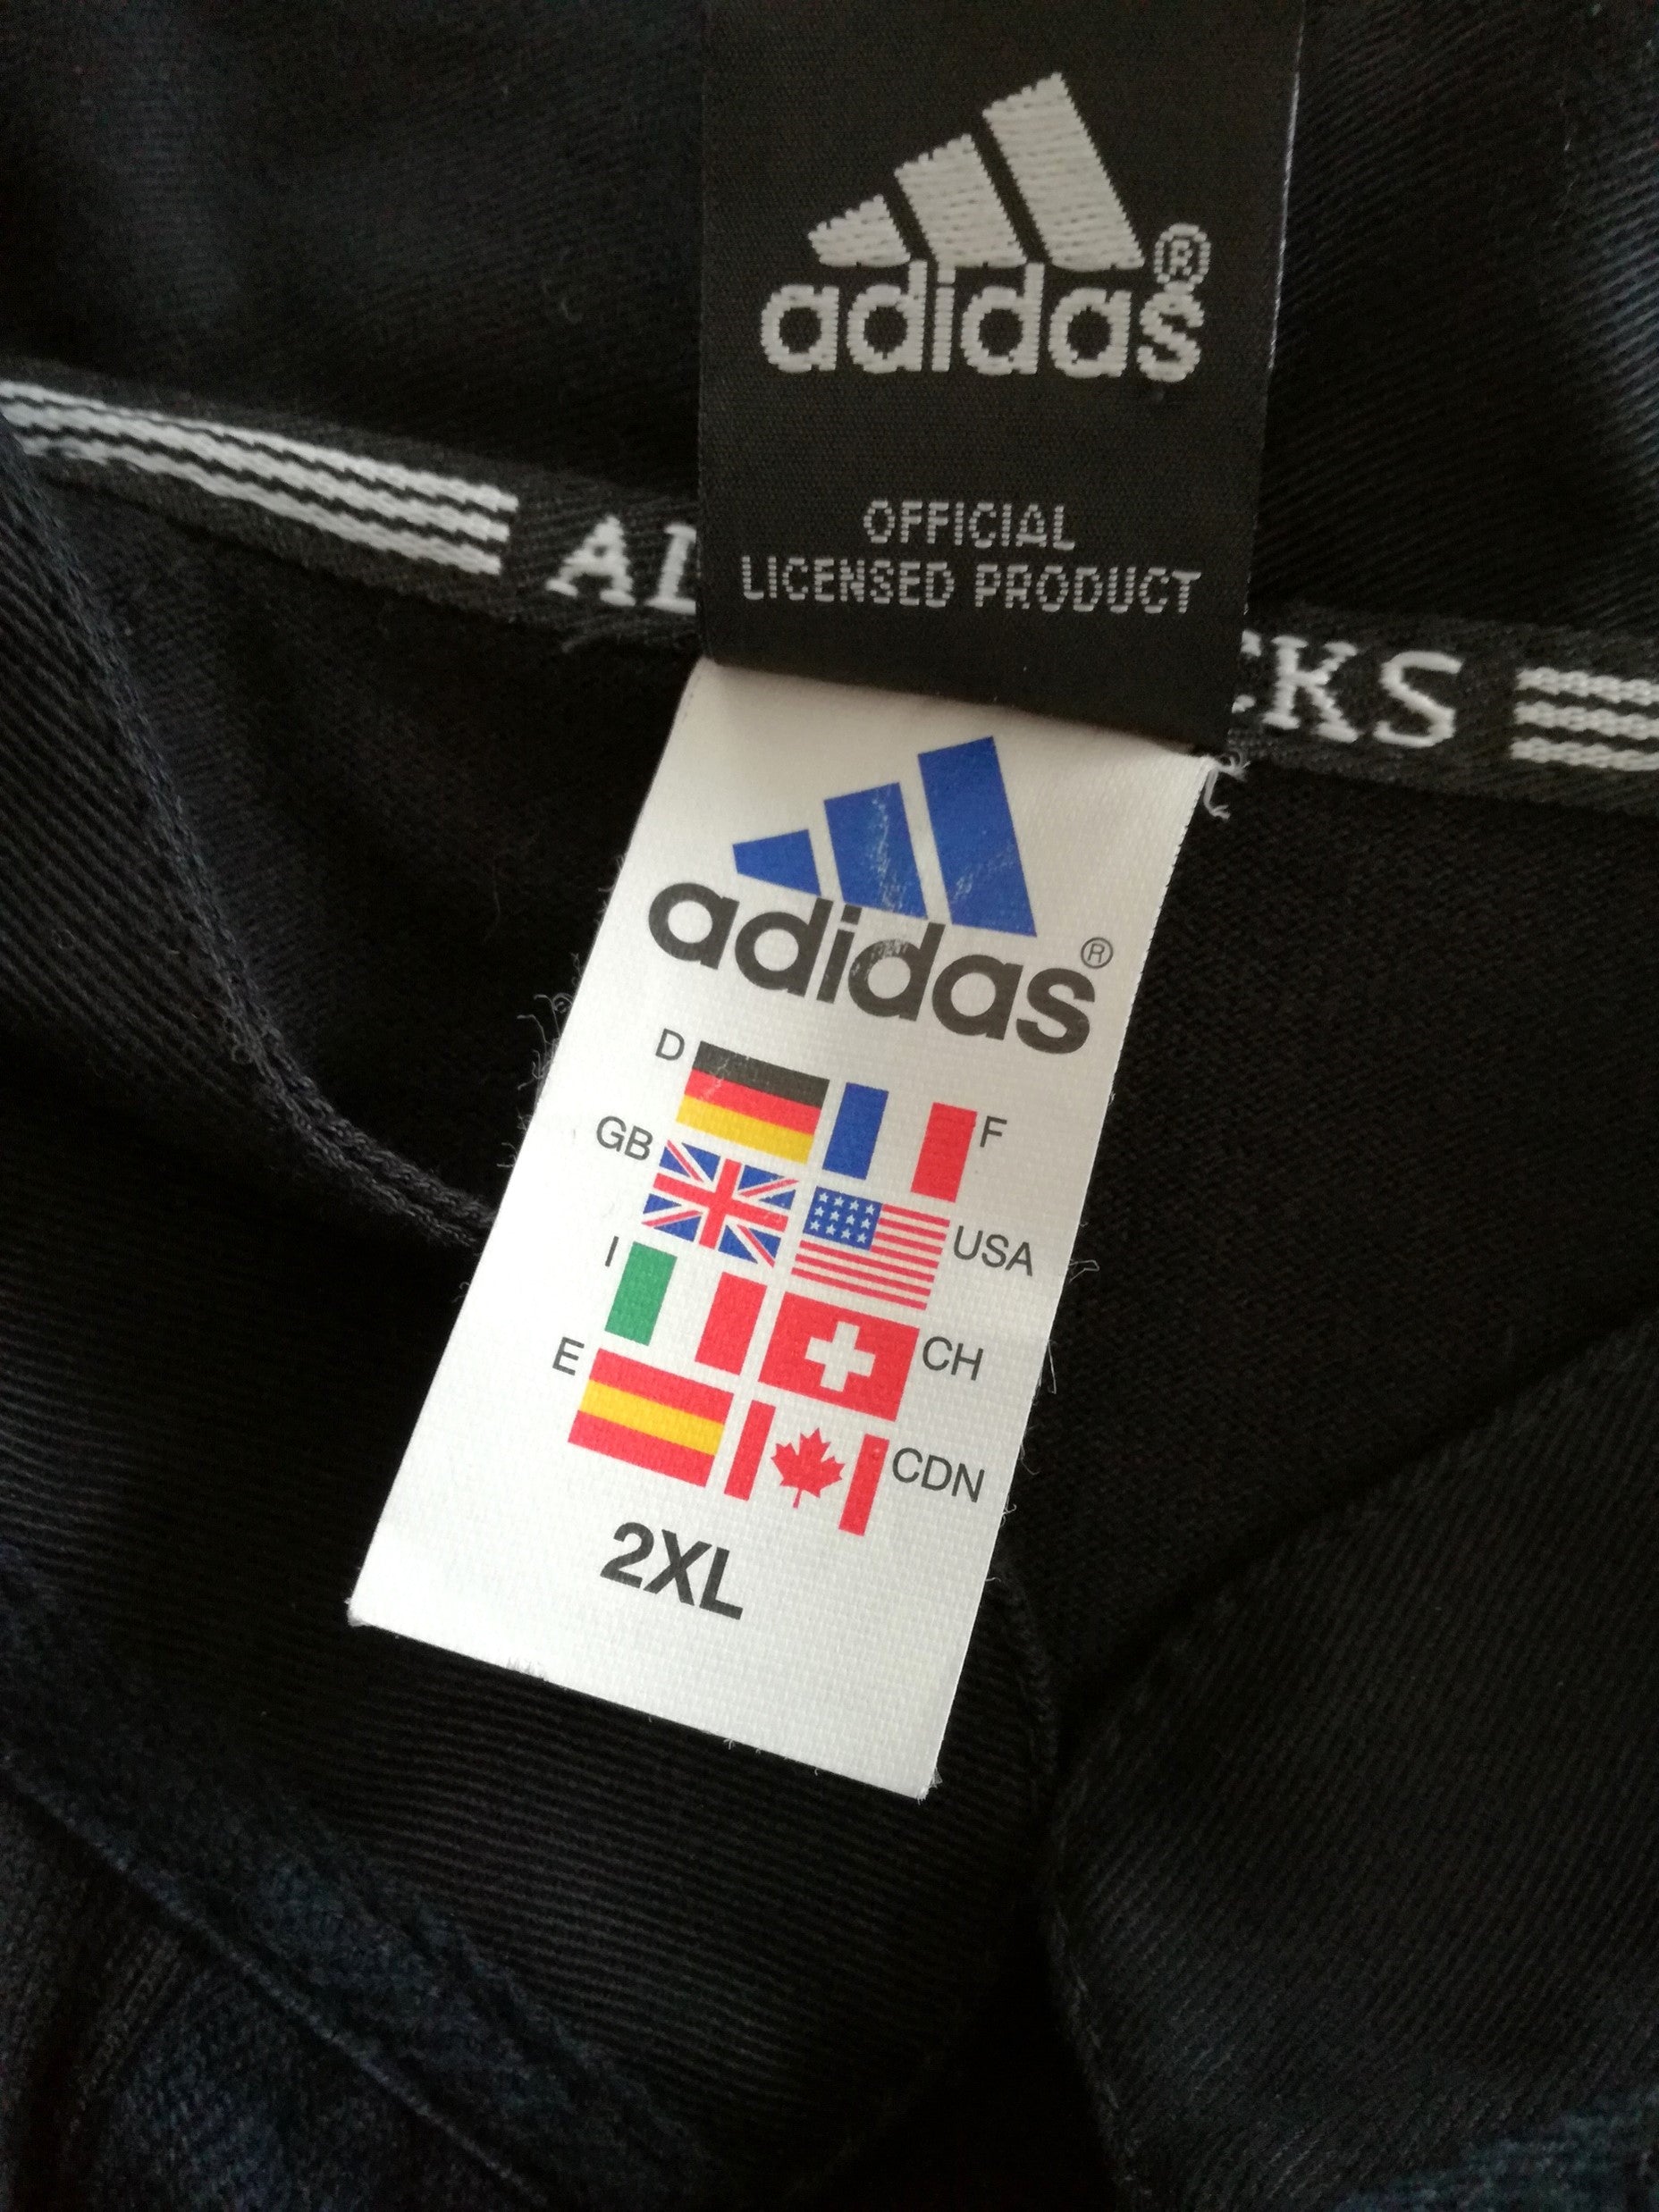 adidas®
OFFICIAL
LICENSED PRODUCT
adidas®
D
F
GB
USA
I
CH
E
CDN
2XL